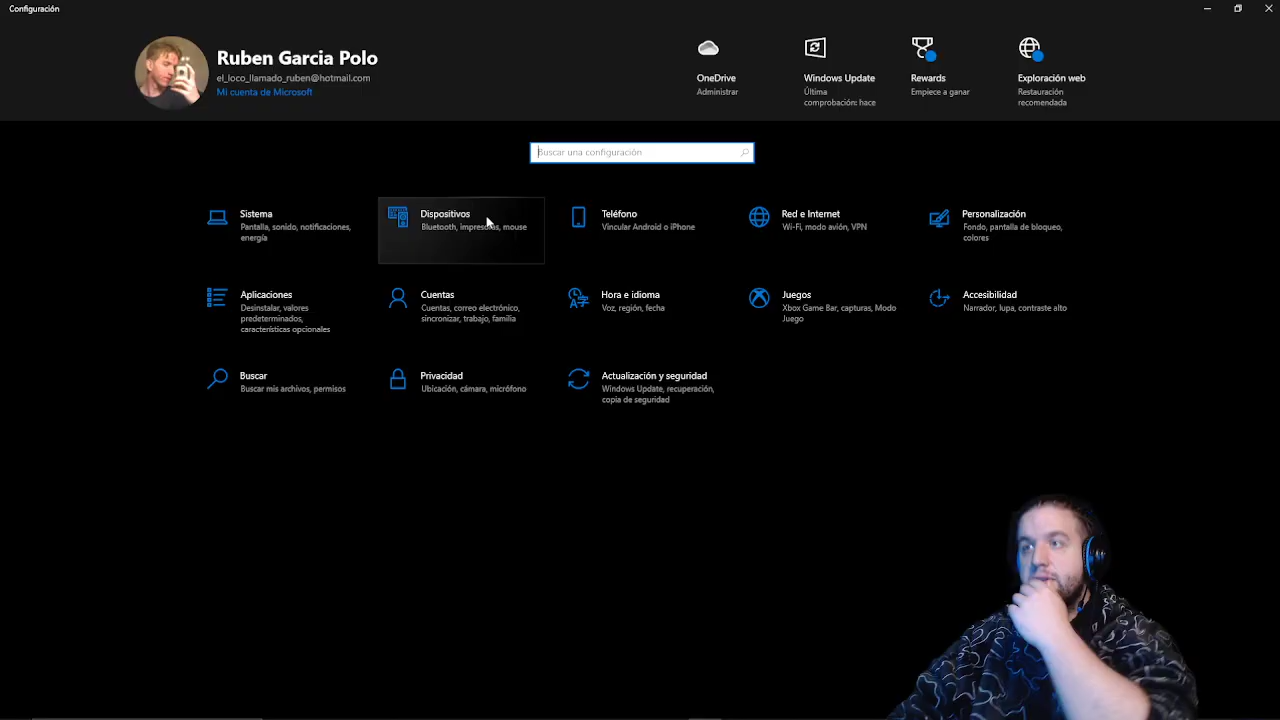 Configuración
Ruben Garcia Polo
el_loco_llamado_ruben@hotmail.com
Mi cuenta de Microsoft
OneDrive
Administrar
Windows Update
Última
comprobación: hace
Rewards
Empiece a ganar
Exploración web
Restauración
recomendada
Buscar una configuración
Sistema
Pantalla, sonido, notificaciones,
energía
Dispositivos
Bluetooth, impresoras, mouse
Teléfono
Vincular Android o iPhone
Red e Internet
Wi-Fi, modo avión, VPN
Personalización
Fondo, pantalla de bloqueo,
colores
Aplicaciones
Desinstalar, valores
predeterminados,
características opcionales
Cuentas
Cuentas, correo electrónico,
sincronizar, trabajo, familia
Hora e idioma
Voz, región, fecha
Juegos
Xbox Game Bar, capturas, Modo
Juego
Accesibilidad
Narrador, lupa, contraste alto
Buscar
Buscar mis archivos, permisos
Privacidad
Ubicación, cámara, micrófono
Actualización y seguridad
Windows Update, recuperación,
copia de seguridad